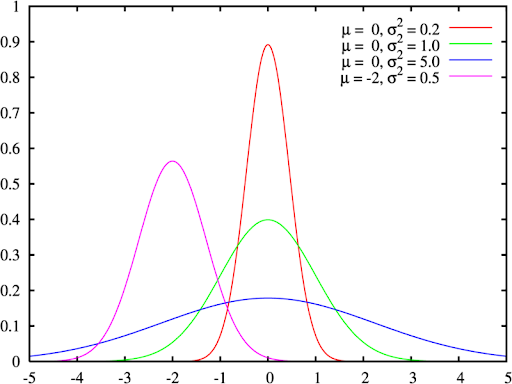 1
0.9
0.8
0.7
0.6
0.5
0.4
0.3
0.2
0.1
0
μ = 0, σ² = 0.2
μ = 0, σ² = 1.0
μ = 0, σ² = 5.0
μ = -2, σ² = 0.5
-5 -4 -3 -2 -1 0 1 2 3 4 5